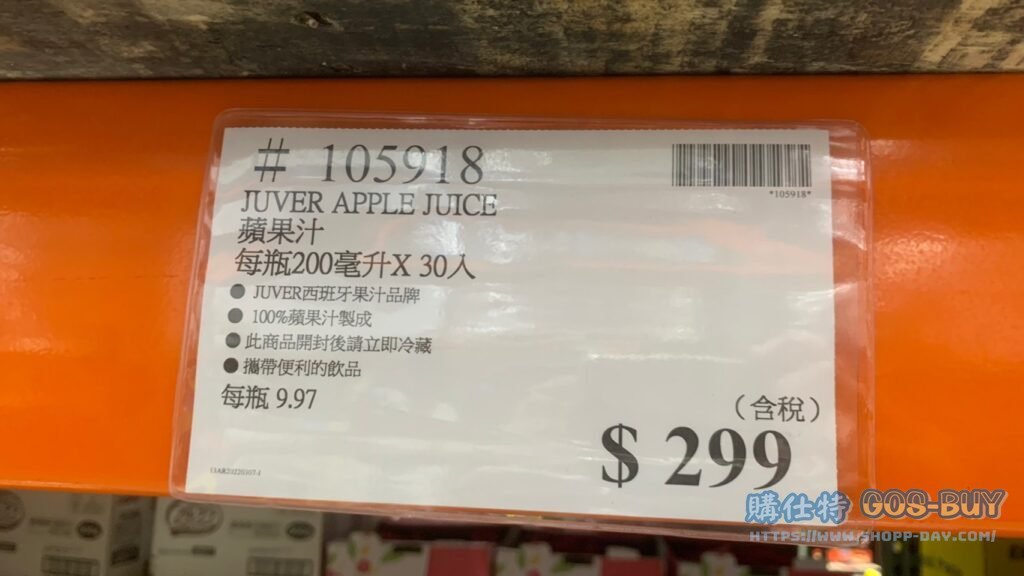 # 105918
*105918*
JUVER APPLE JUICE
蘋果汁
每瓶200毫升X 30入
● JUVER西班牙果汁品牌
● 100%蘋果汁製成
● 此商品開封後請立即冷藏
● 攜帶便利的飲品
每瓶 9.97
（含稅）
$ 299
購仕特 GOS-BUY
HTTPS://WWW.SHOPP-DAY.COM/